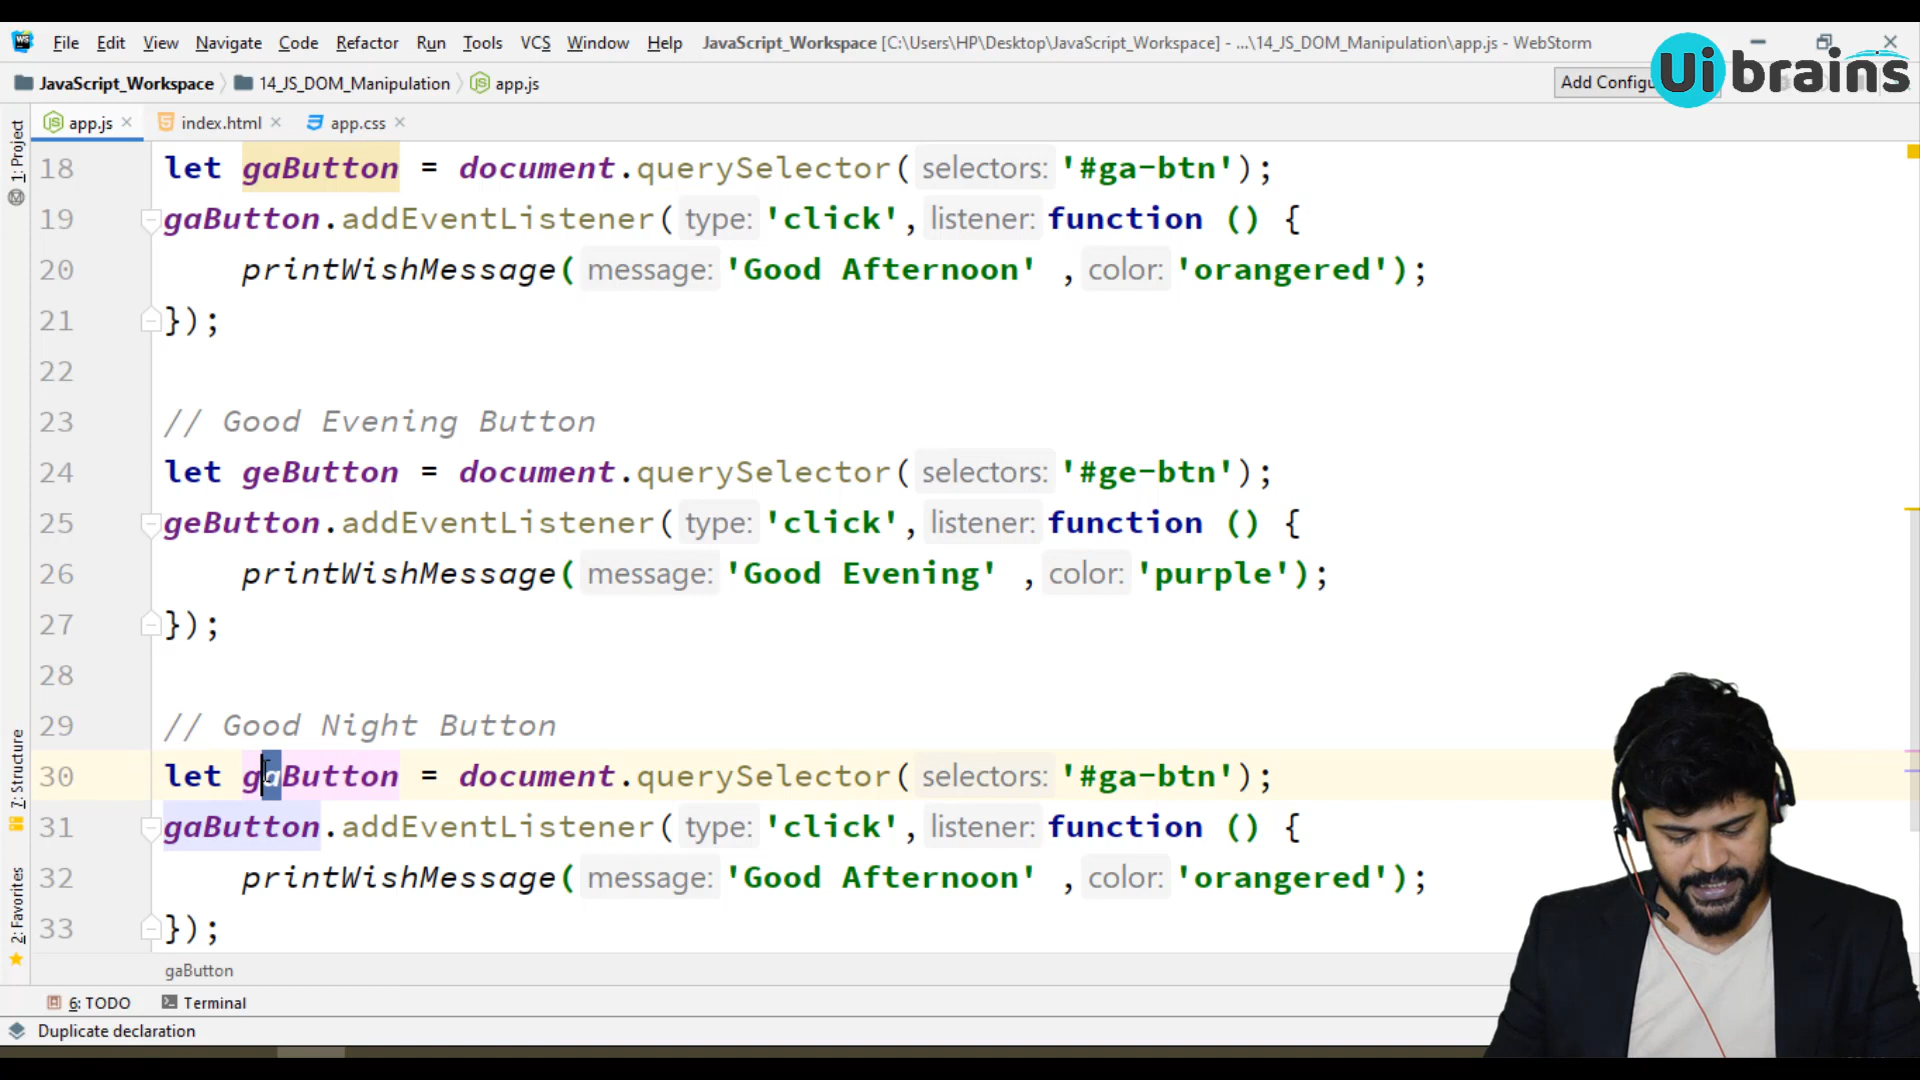 File Edit View Navigate Code Refactor Run Tools VCS Window Help JavaScript_Workspace [C:\Users\HP\Desktop\JavaScript_Workspace] - ...\14_JS_DOM_Manipulation\app.js - WebStorm
JavaScript_Workspace 14_JS_DOM_Manipulation app.js Add Configu
Ui brains
app.js index.html app.css
1: Project
7: Structure
2: Favorites
18 let gaButton = document.querySelector( selectors: '#ga-btn');
19 gaButton.addEventListener( type: 'click', listener: function () {
20 printWishMessage( message: 'Good Afternoon' , color: 'orangered');
21 });
22
23 // Good Evening Button
24 let geButton = document.querySelector( selectors: '#ge-btn');
25 geButton.addEventListener( type: 'click', listener: function () {
26 printWishMessage( message: 'Good Evening' , color: 'purple');
27 });
28
29 // Good Night Button
30 let gaButton = document.querySelector( selectors: '#ga-btn');
31 gaButton.addEventListener( type: 'click', listener: function () {
32 printWishMessage( message: 'Good Afternoon' , color: 'orangered');
33 });
gaButton
6: TODO Terminal
Duplicate declaration